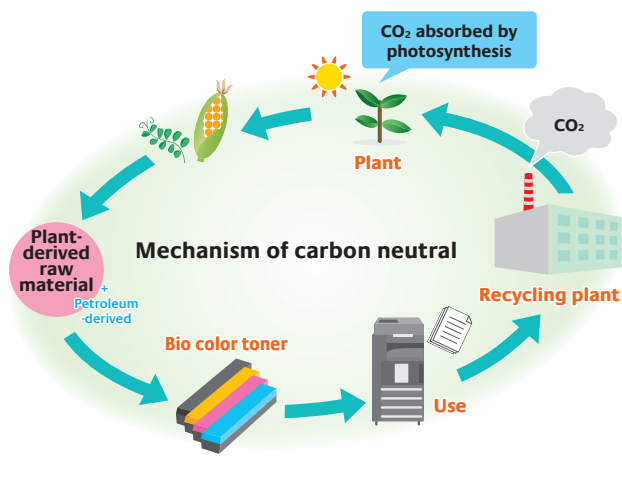 CO₂ absorbed by
photosynthesis
CO₂
Plant
Plant-
derived
raw
material
+
Petroleum
-derived
Mechanism of carbon neutral
Recycling plant
Bio color toner
Use